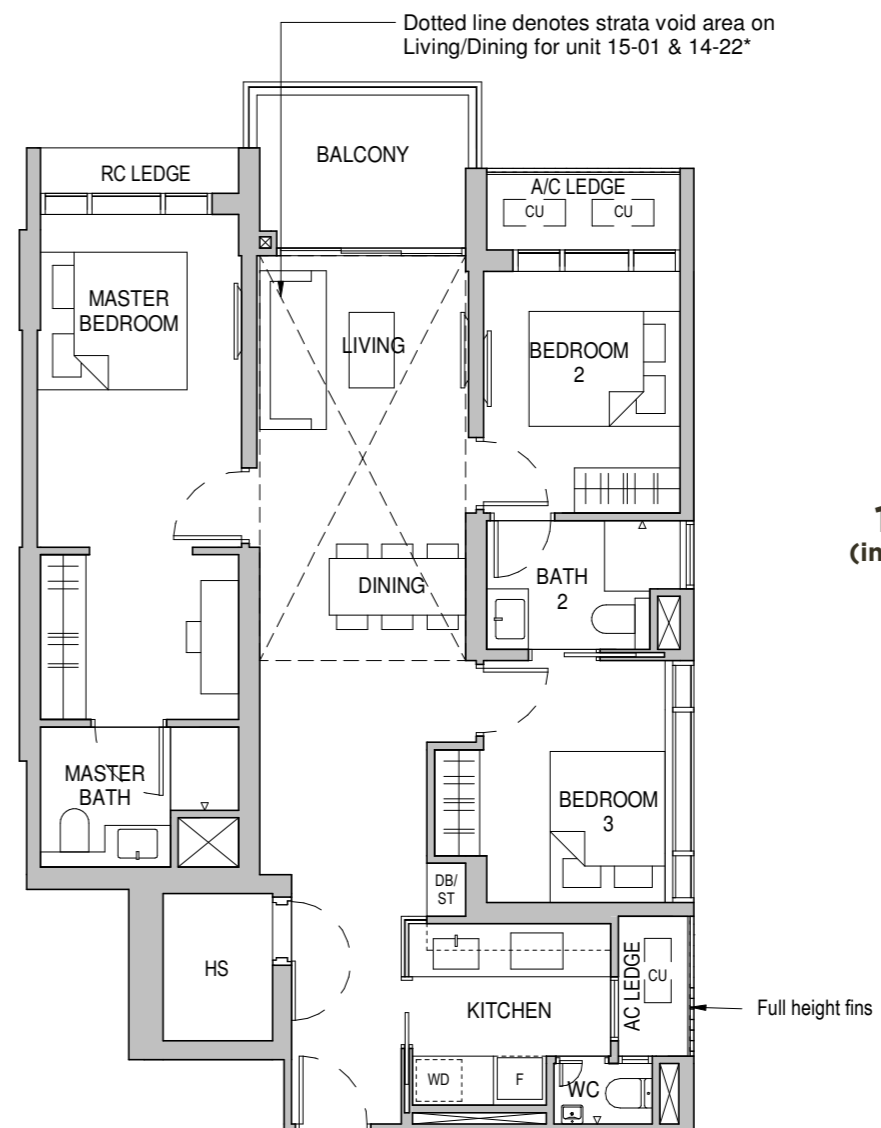 Dotted line denotes strata void area on
Living/Dining for unit 15-01 & 14-22*
BALCONY
RC LEDGE
A/C LEDGE
CU
CU
MASTER
BEDROOM
LIVING
BEDROOM
2
1
(in
DINING
BATH
2
MASTER
BATH
BEDROOM
3
DB/
ST
HS
KITCHEN
AC LEDGE
CU
Full height fins
WD
F
WC